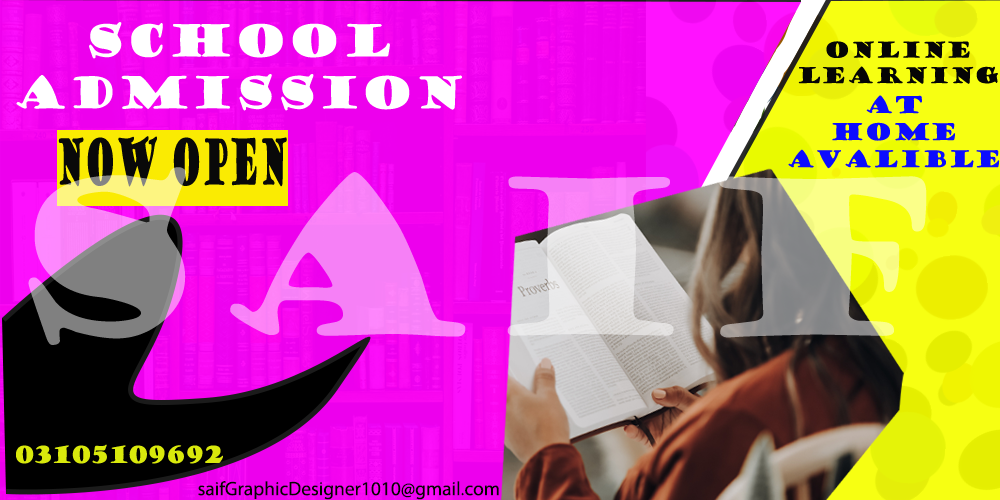 SCHOOL
ADMISSION
NOW OPEN
ONLINE
LEARNING
AT
HOME
AVALIBLE
SAIF
Proverbs
03105109692
saifGraphicDesigner1010@gmail.com